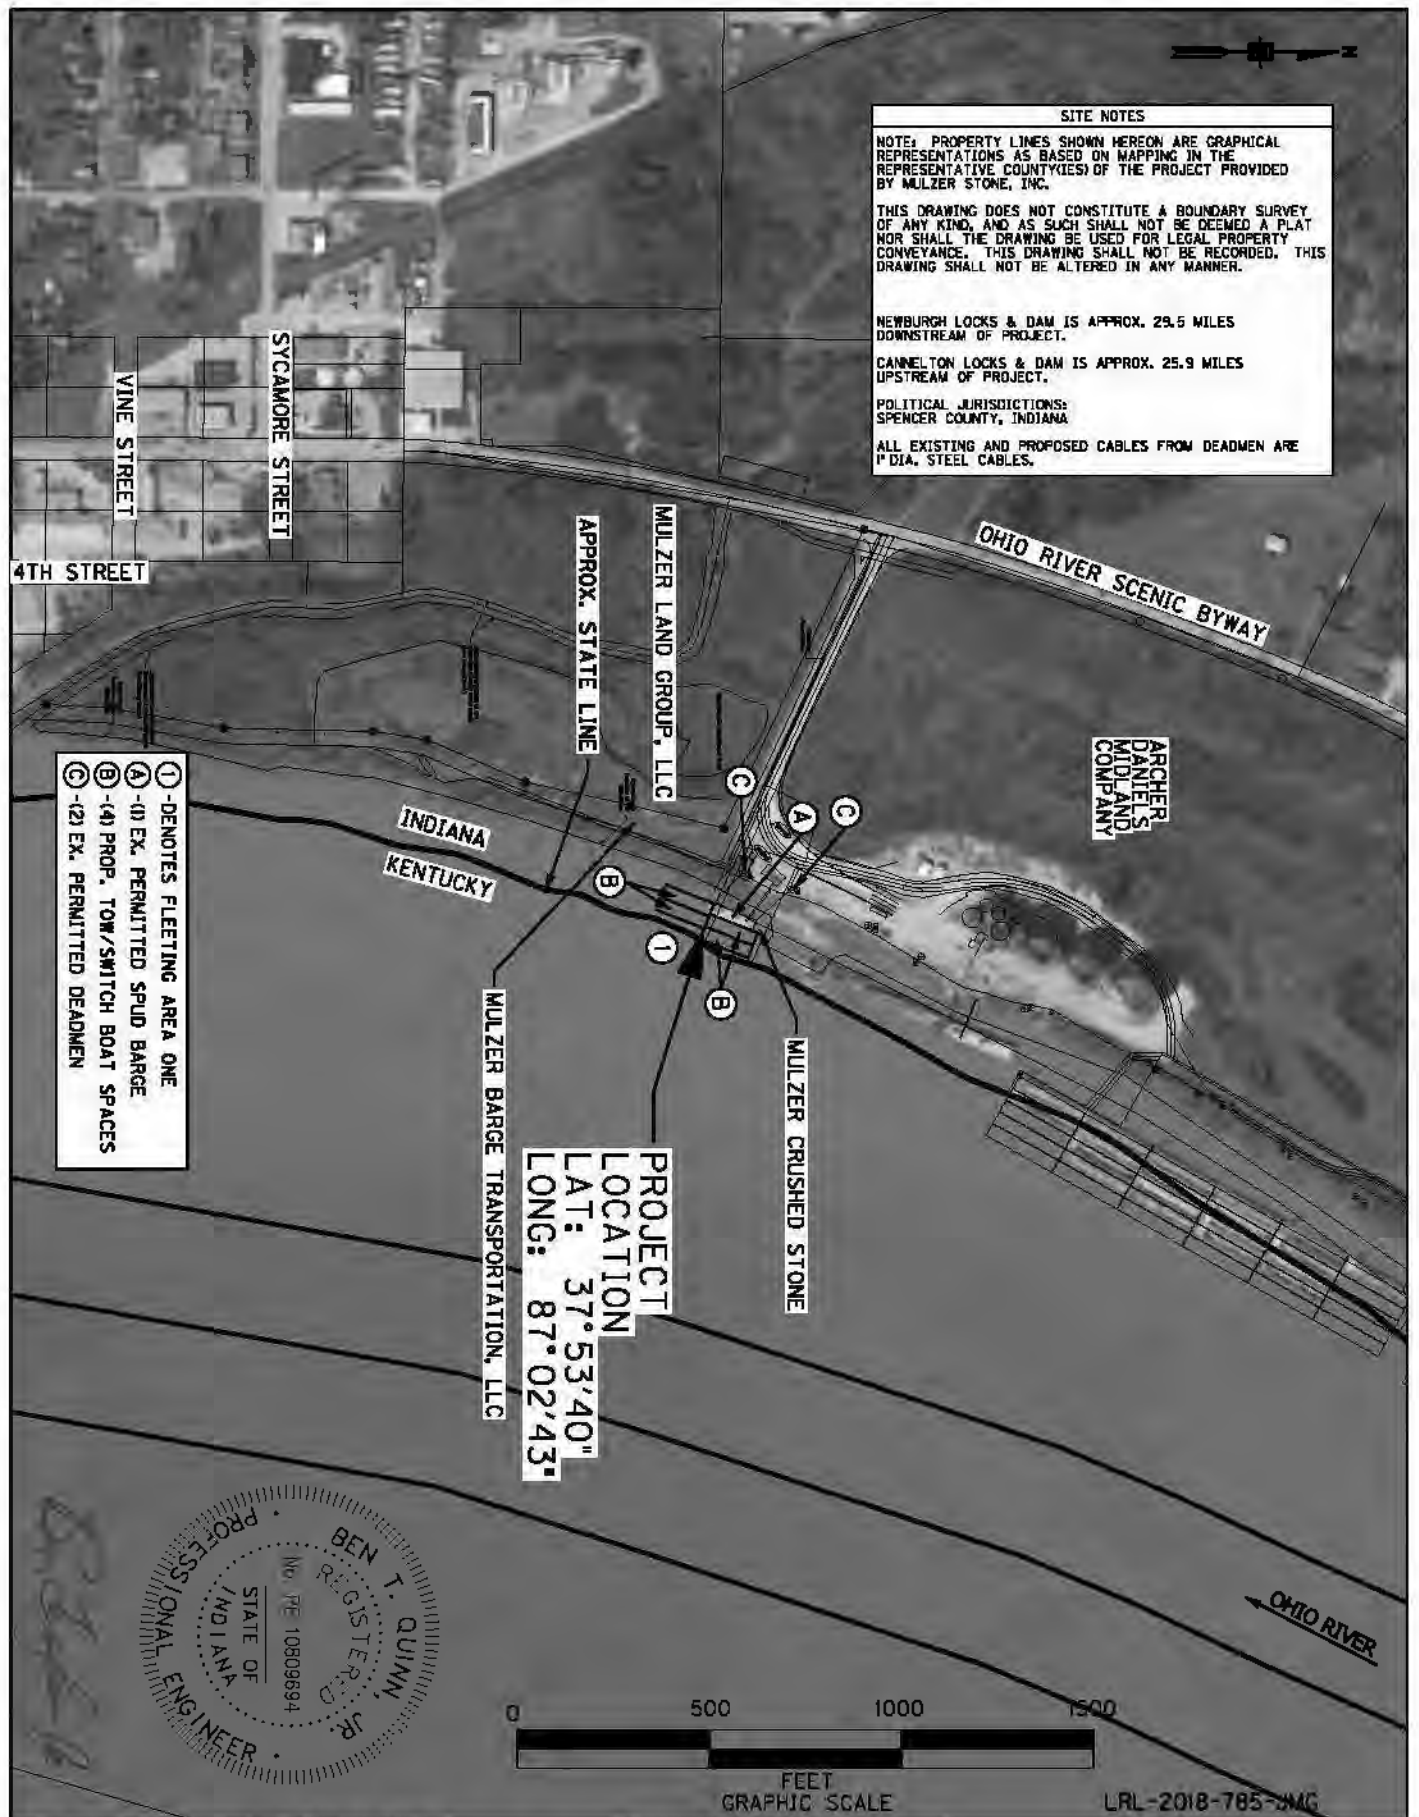 SITE NOTES
NOTE: PROPERTY LINES SHOWN HEREON ARE GRAPHICAL
REPRESENTATIONS AS BASED ON MAPPING IN THE
REPRESENTATIVE COUNTY(IES) OF THE PROJECT PROVIDED
BY MULZER STONE, INC.
THIS DRAWING DOES NOT CONSTITUTE A BOUNDARY SURVEY
OF ANY KIND, AND AS SUCH SHALL NOT BE DEEMED A PLAT
NOR SHALL THE DRAWING BE USED FOR LEGAL PROPERTY
CONVEYANCE. THIS DRAWING SHALL NOT BE RECORDED. THIS
DRAWING SHALL NOT BE ALTERED IN ANY MANNER.
NEWBURGH LOCKS & DAM IS APPROX. 29.5 MILES
DOWNSTREAM OF PROJECT.
CANNELTON LOCKS & DAM IS APPROX. 25.9 MILES
UPSTREAM OF PROJECT.
POLITICAL JURISDICTIONS:
SPENCER COUNTY, INDIANA
ALL EXISTING AND PROPOSED CABLES FROM DEADMEN ARE
1" DIA. STEEL CABLES.
N
VINE STREET
SYCAMORE STREET
4TH STREET
OHIO RIVER SCENIC BYWAY
APPROX. STATE LINE
MULZER LAND GROUP, LLC
ARCHER
DANIELS
MIDLAND
COMPANY
INDIANA
KENTUCKY
C
A
C
B
1
B
1 -DENOTES FLEETING AREA ONE
A -(1) EX. PERMITTED SPUD BARGE
B -(4) PROP. TOW/SWITCH BOAT SPACES
C -(2) EX. PERMITTED DEADMEN
MULZER BARGE TRANSPORTATION, LLC
MULZER CRUSHED STONE
PROJECT
LOCATION
LAT: 37°53'40"
LONG: 87°02'43"
OHIO RIVER
BEN T. QUINN, JR.
REGISTERED
No. PE 10809694
STATE OF
INDIANA
PROFESSIONAL ENGINEER
0 500 1000 1500
FEET
GRAPHIC SCALE
LRL-2018-785-JMG